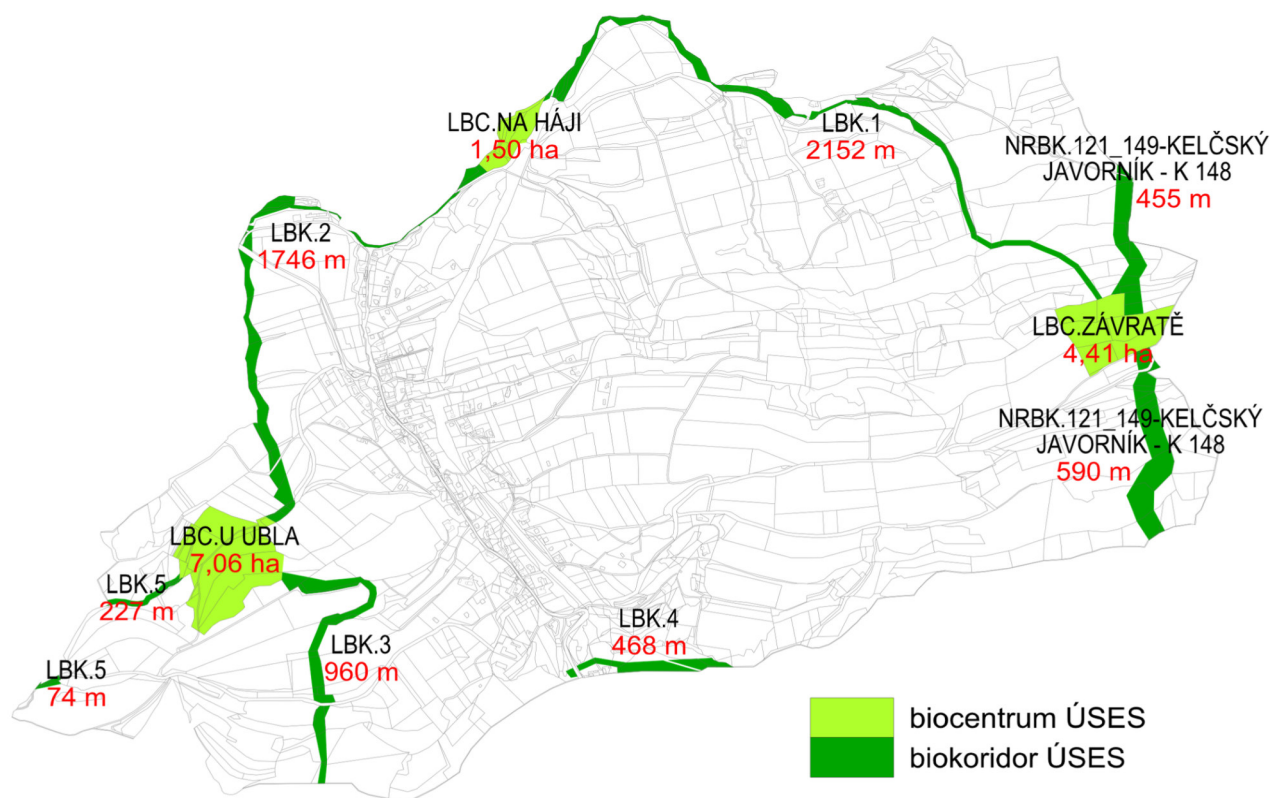 LBC.NA HÁJI
1,50 ha
LBK.1
2152 m
NRBK.121_149-KELČSKÝ
JAVORNÍK - K 148
455 m
LBK.2
1746 m
LBC.ZÁVRATĚ
4,41 ha
NRBK.121_149-KELČSKÝ
JAVORNÍK - K 148
590 m
LBC.U UBLA
7,06 ha
LBK.5
227 m
LBK.3
960 m
LBK.4
468 m
LBK.5
74 m
biocentrum ÚSES
biokoridor ÚSES